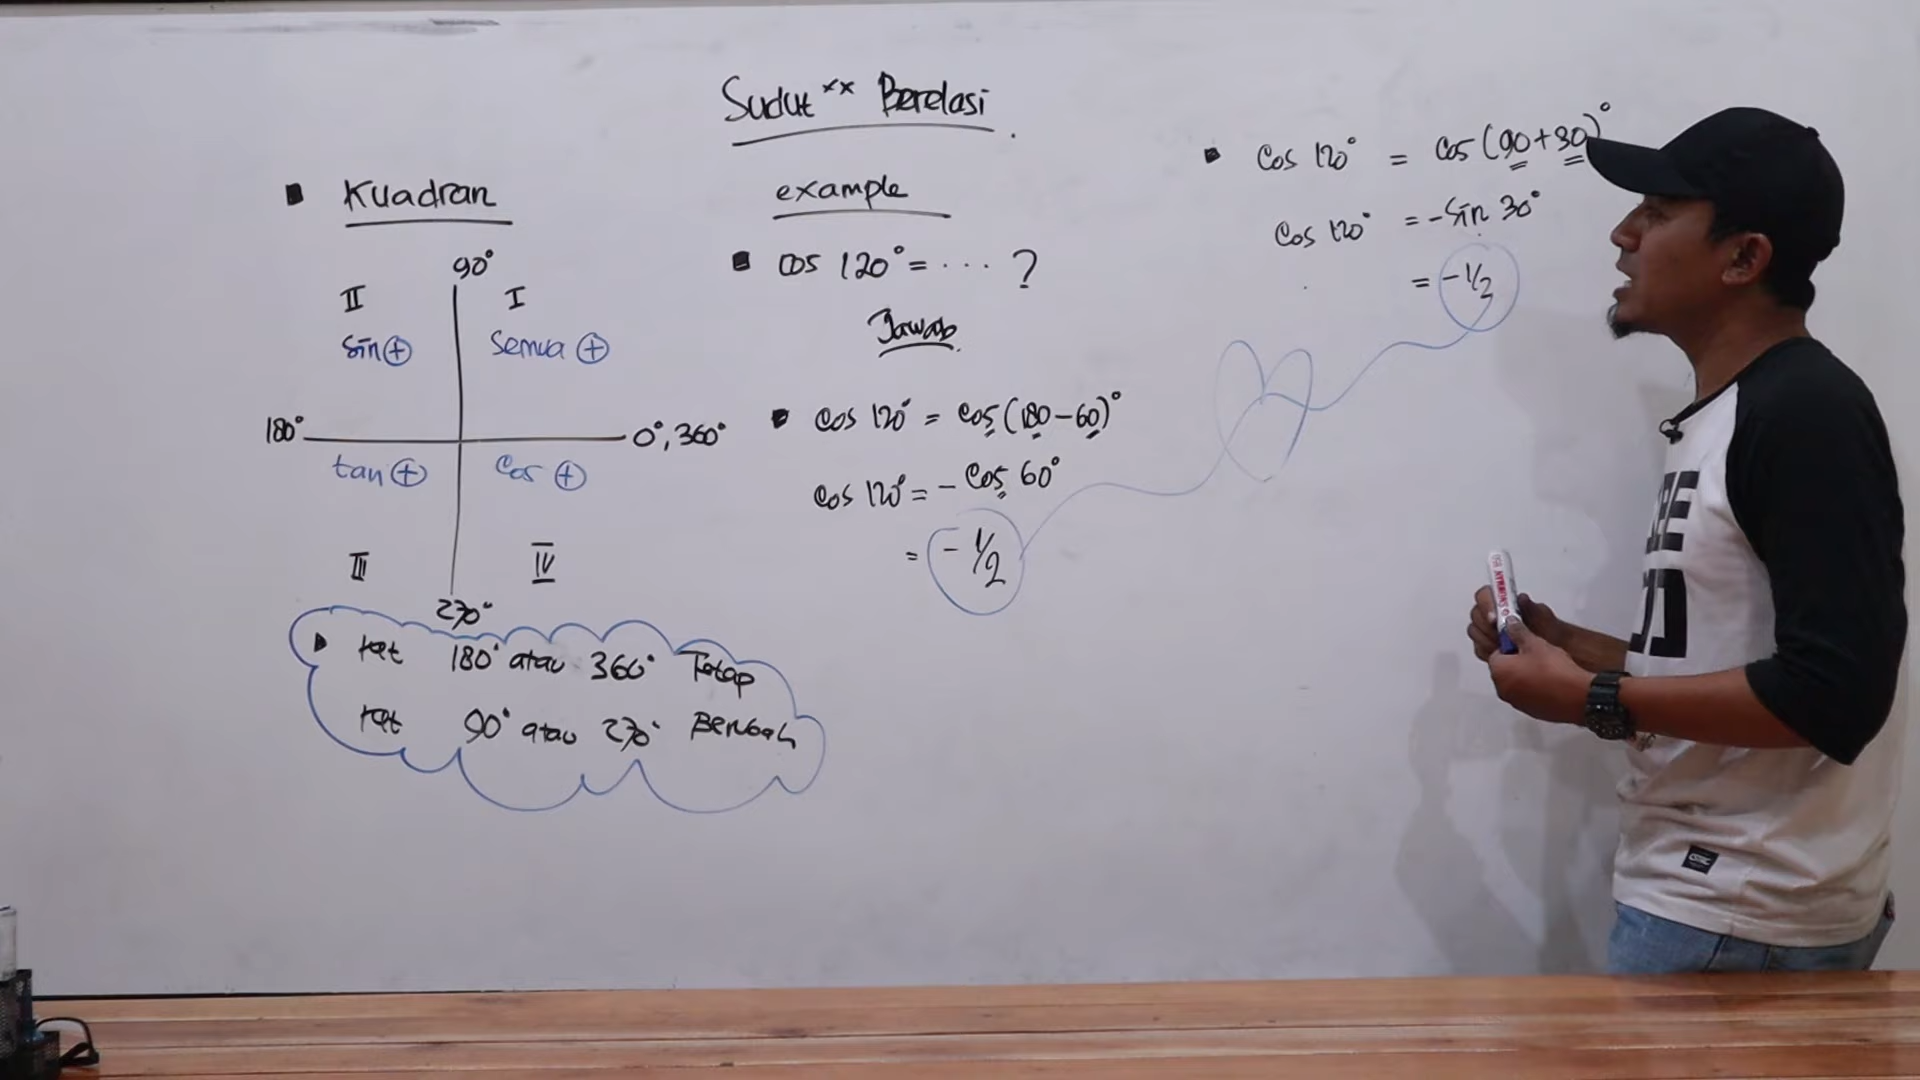 Sudut ×× Berelasi
Kuadran
90°
II
I
Sin ⊕
Semua ⊕
180°
0°, 360°
tan ⊕
Cos ⊕
III
IV
270°
ket 180° atau 360° Tetap
ket 90° atau 270° Berubah
example
cos 120° = ... ?
Jawab
Cos 120° = Cos (180-60)°
Cos 120° = - Cos 60°
= -1/2
Cos 120° = Cos (90+30)°
Cos 120° = -Sin 30°
= -1/2
SNOWMAN